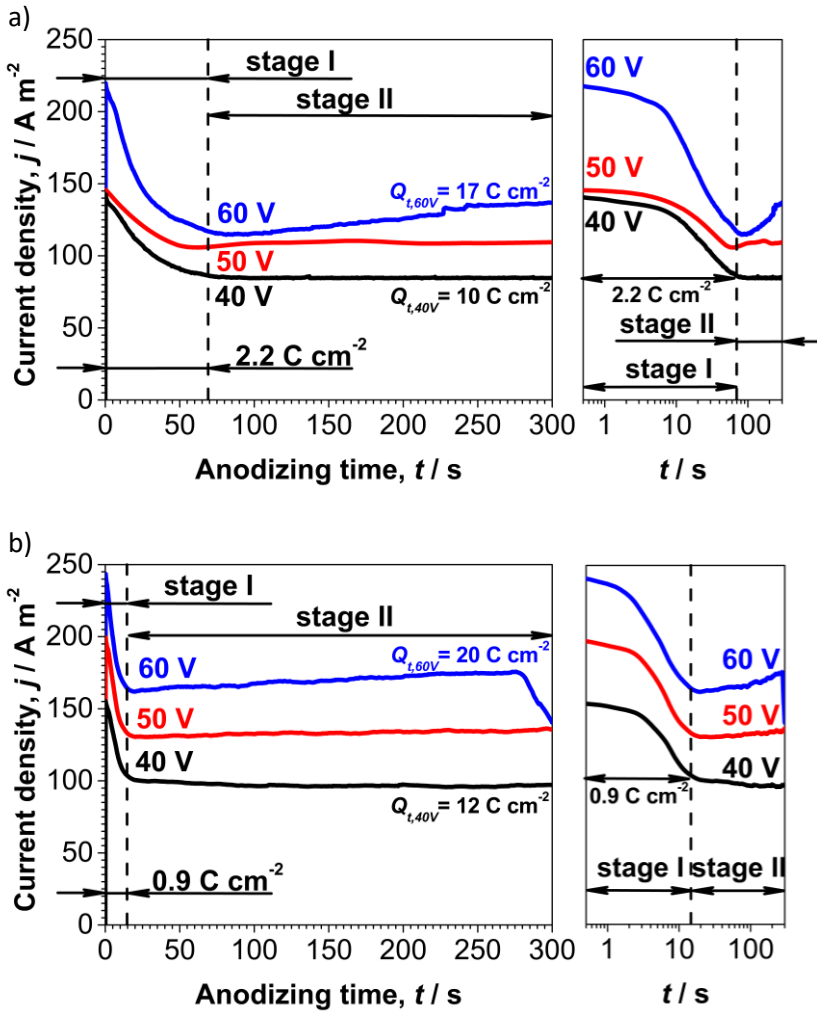 a)
Current density, j / A m-2
250
200
150
100
50
0
stage I
stage II
Qt,60V= 17 C cm-2
60 V
50 V
40 V
Qt,40V= 10 C cm-2
2.2 C cm-2
0 50 100 150 200 250 300
Anodizing time, t / s
60 V
50 V
40 V
2.2 C cm-2
stage II
stage I
1 10 100
t / s
b)
Current density, j / A m-2
250
200
150
100
50
0
stage I
stage II
Qt,60V= 20 C cm-2
60 V
50 V
40 V
Qt,40V= 12 C cm-2
0.9 C cm-2
0 50 100 150 200 250 300
Anodizing time, t / s
60 V
50 V
40 V
0.9 C cm-2
stage I stage II
1 10 100
t / s